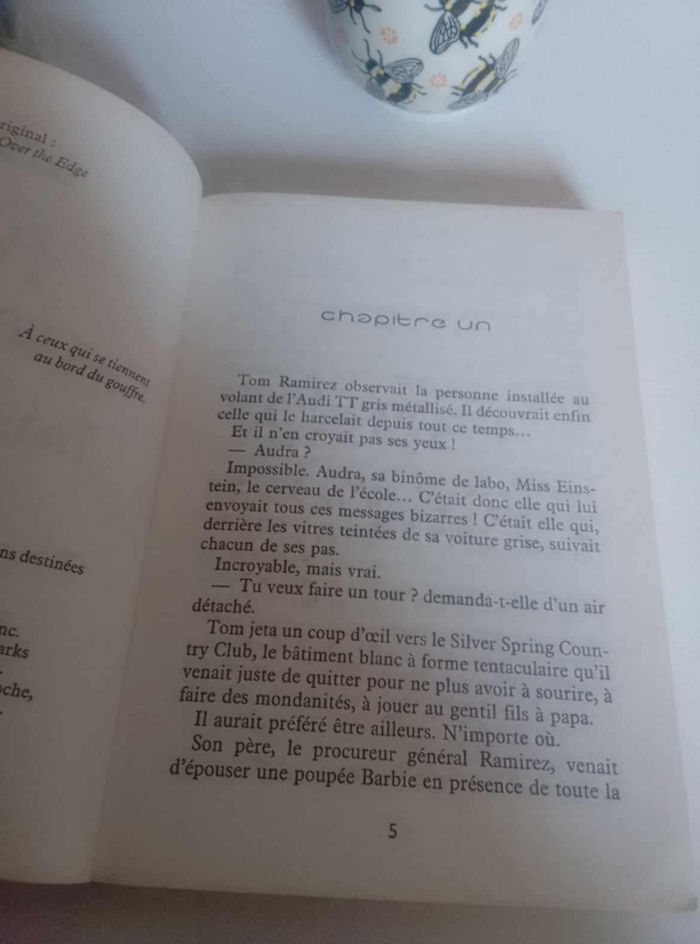 riginal :
Over the Edge
À ceux qui se tiennent
au bord du gouffre.
ns destinées
nc.
arks
oche,
chapitre un
Tom Ramirez observait la personne installée au
volant de l'Audi TT gris métallisé. Il découvrait enfin
celle qui le harcelait depuis tout ce temps...
Et il n'en croyait pas ses yeux !
— Audra ?
Impossible. Audra, sa binôme de labo, Miss Eins-
tein, le cerveau de l'école... C'était donc elle qui lui
envoyait tous ces messages bizarres ! C'était elle qui,
derrière les vitres teintées de sa voiture grise, suivait
chacun de ses pas.
Incroyable, mais vrai.
— Tu veux faire un tour ? demanda-t-elle d'un air
détaché.
Tom jeta un coup d'œil vers le Silver Spring Coun-
try Club, le bâtiment blanc à forme tentaculaire qu'il
venait juste de quitter pour ne plus avoir à sourire, à
faire des mondanités, à jouer au gentil fils à papa.
Il aurait préféré être ailleurs. N'importe où.
Son père, le procureur général Ramirez, venait
d'épouser une poupée Barbie en présence de toute la
5